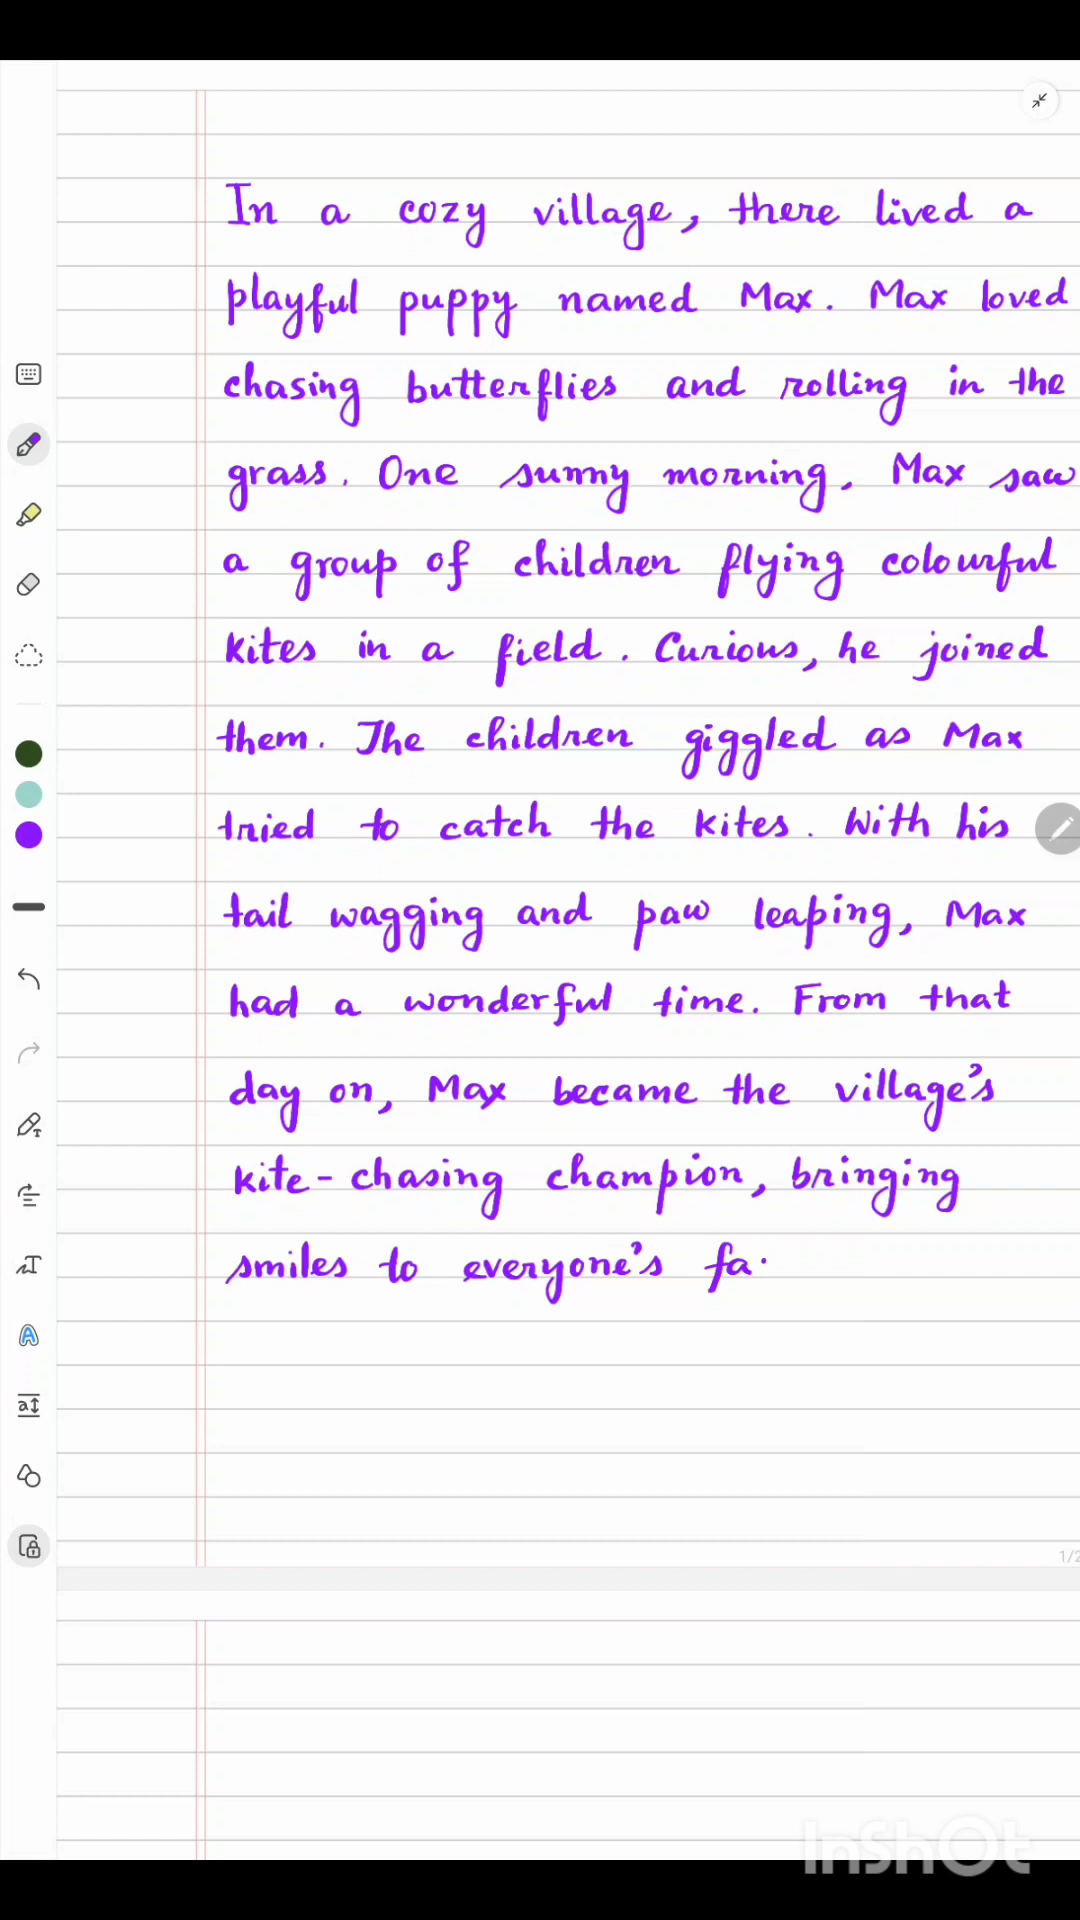 In a cozy village, there lived a
playful puppy named Max. Max loved
chasing butterflies and rolling in the
grass. One sunny morning, Max saw
a group of children flying colourful
kites in a field. Curious, he joined
them. The children giggled as Max
tried to catch the kites. With his
tail wagging and paw leaping, Max
had a wonderful time. From that
day on, Max became the village's
kite-chasing champion, bringing
smiles to everyone's fa
1/2
InShOt